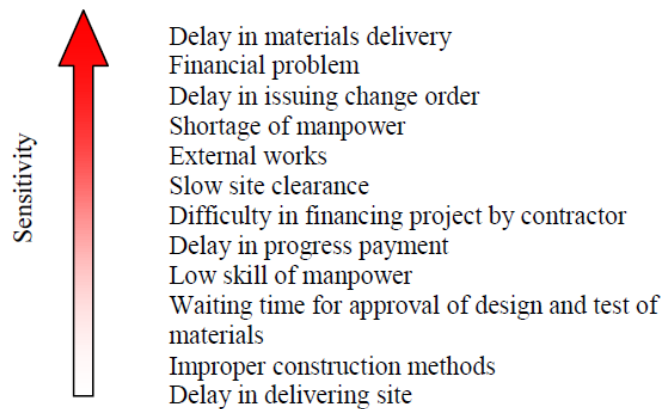 Sensitivity
Delay in materials delivery
Financial problem
Delay in issuing change order
Shortage of manpower
External works
Slow site clearance
Difficulty in financing project by contractor
Delay in progress payment
Low skill of manpower
Waiting time for approval of design and test of
materials
Improper construction methods
Delay in delivering site